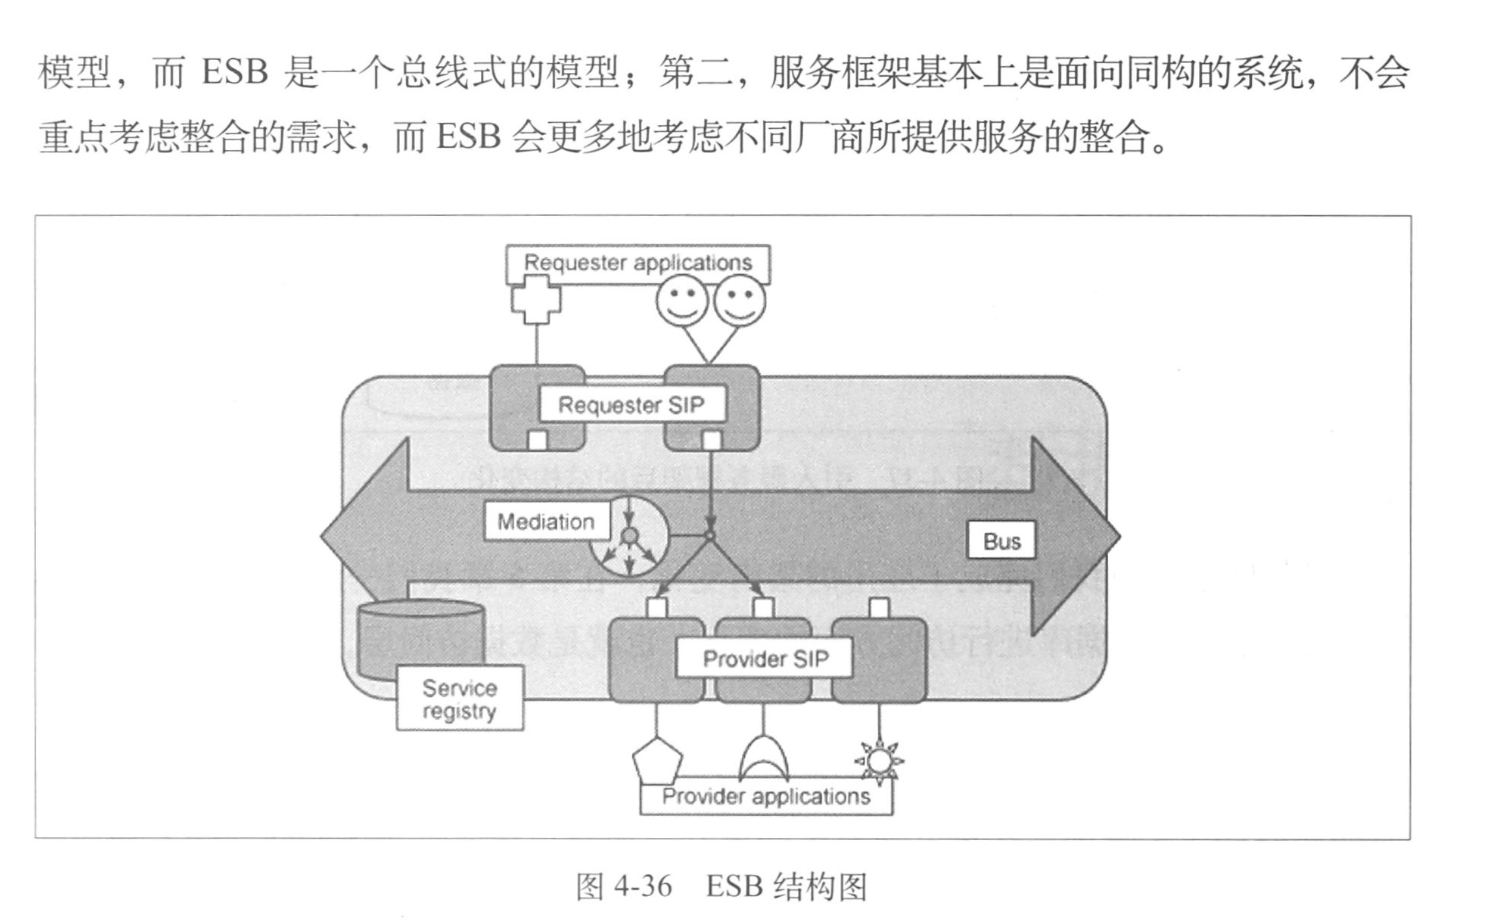 模型，而 ESB 是一个总线式的模型；第二，服务框架基本上是面向同构的系统，不会
重点考虑整合的需求，而 ESB 会更多地考虑不同厂商所提供服务的整合。
Requester applications
Requester SIP
Mediation
Bus
Provider SIP
Service
registry
Provider applications
图 4-36 ESB 结构图